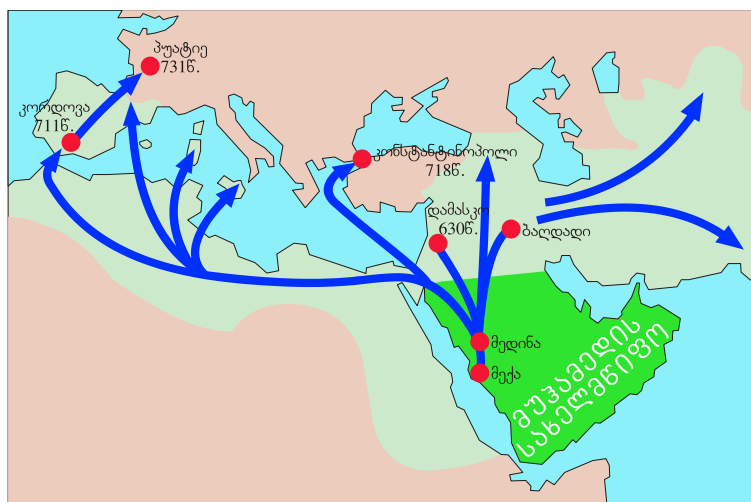 პუატიე
731წ.
კორდოვა
711წ.
კონსტანტინოპოლი
718წ.
დამასკო
630წ.
ბაღდადი
მედინა
მექა
მუჰამედის
სახელმწიფო